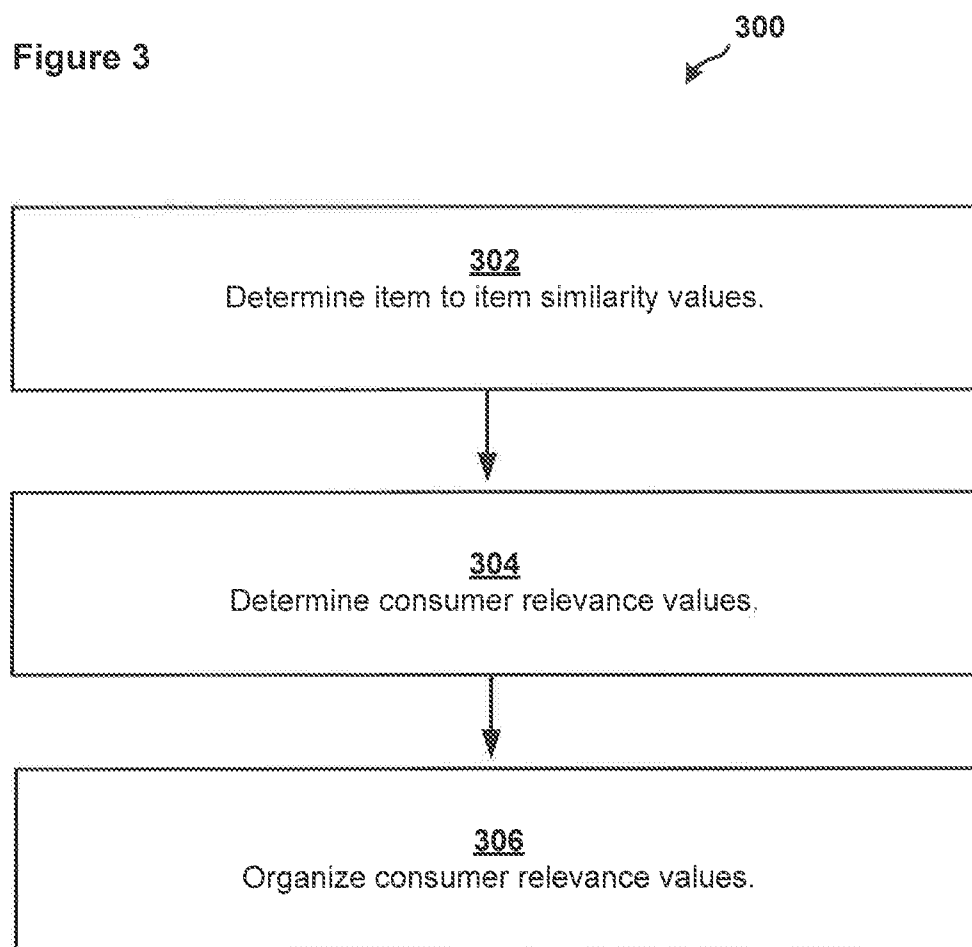 300
Figure 3
302
Determine item to item similarity values.
304
Determine consumer relevance values.
306
Organize consumer relevance values.